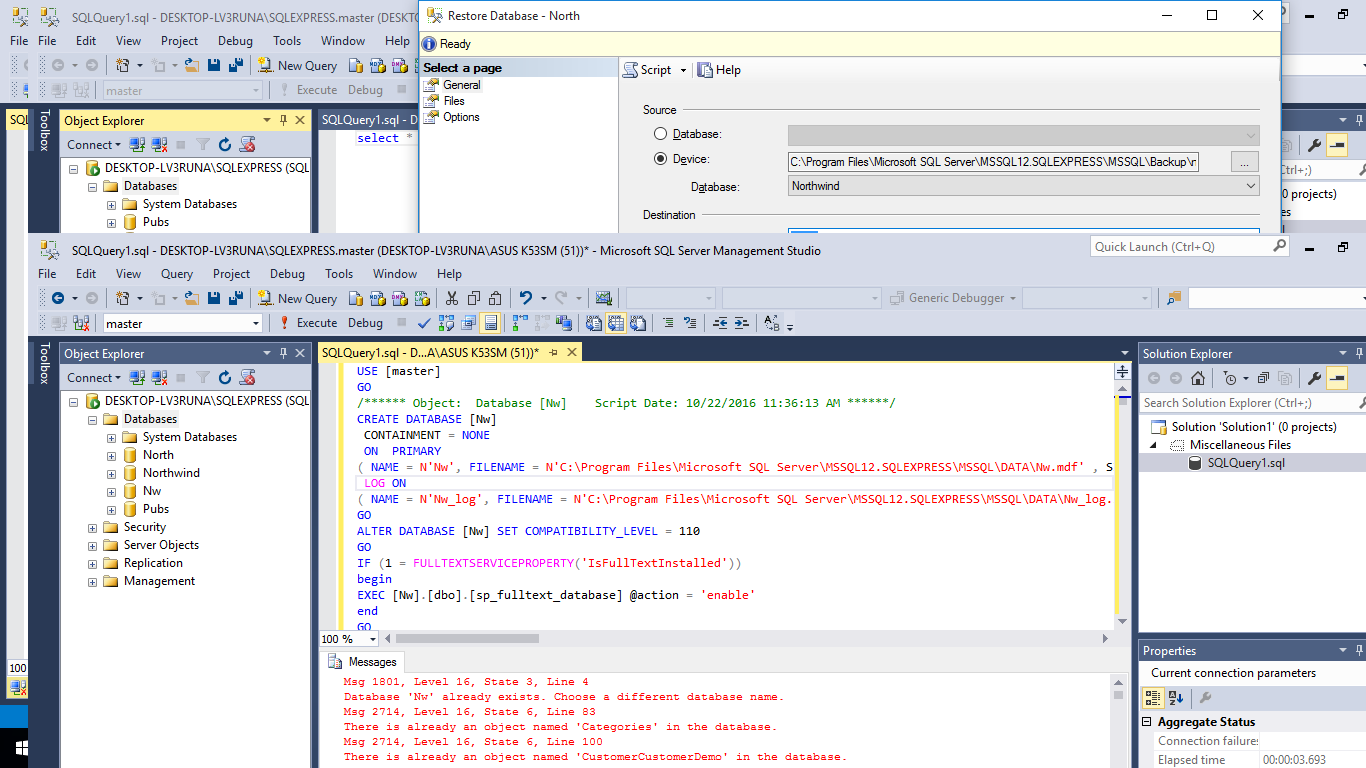 SQLQuery1.sql - DESKTOP-LV3RUNA\SQLEXPRESS.master (DESKTO
Restore Database - North
File File Edit View Project Debug Tools Window Help
Ready
New Query
Select a page
General
Files
Options
Script Help
master
Execute Debug
Source
Database:
Device: C:\Program Files\Microsoft SQL Server\MSSQL12.SQLEXPRESS\MSSQL\Backup\
...
Database: Northwind
Destination
SQL
Toolbox
Object Explorer
Connect
DESKTOP-LV3RUNA\SQLEXPRESS (SQL
Databases
System Databases
Pubs
SQLQuery1.sql - D
select *
+;)
0 projects)
es
SQLQuery1.sql - DESKTOP-LV3RUNA\SQLEXPRESS.master (DESKTOP-LV3RUNA\ASUS K53SM (51))* - Microsoft SQL Server Management Studio
Quick Launch (Ctrl+Q)
File Edit View Query Project Debug Tools Window Help
New Query
Generic Debugger
master
Execute Debug
Toolbox
Object Explorer
Connect
DESKTOP-LV3RUNA\SQLEXPRESS (SQL
Databases
System Databases
North
Northwind
Nw
Pubs
Security
Server Objects
Replication
Management
SQLQuery1.sql - D...A\ASUS K53SM (51))*
USE [master]
GO
/****** Object:  Database [Nw]    Script Date: 10/22/2016 11:36:13 AM ******/
CREATE DATABASE [Nw]
CONTAINMENT = NONE
ON  PRIMARY
( NAME = N'Nw', FILENAME = N'C:\Program Files\Microsoft SQL Server\MSSQL12.SQLEXPRESS\MSSQL\DATA\Nw.mdf' , S
LOG ON
( NAME = N'Nw_log', FILENAME = N'C:\Program Files\Microsoft SQL Server\MSSQL12.SQLEXPRESS\MSSQL\DATA\Nw_log.
GO
ALTER DATABASE [Nw] SET COMPATIBILITY_LEVEL = 110
GO
IF (1 = FULLTEXTSERVICEPROPERTY('IsFullTextInstalled'))
begin
EXEC [Nw].[dbo].[sp_fulltext_database] @action = 'enable'
end
GO
100 %
Messages
Msg 1801, Level 16, State 3, Line 4
Database 'Nw' already exists. Choose a different database name.
Msg 2714, Level 16, State 6, Line 83
There is already an object named 'Categories' in the database.
Msg 2714, Level 16, State 6, Line 100
There is already an object named 'CustomerCustomerDemo' in the database.
Solution Explorer
Search Solution Explorer (Ctrl+;)
Solution 'Solution1' (0 projects)
Miscellaneous Files
SQLQuery1.sql
Properties
Current connection parameters
Aggregate Status
Connection failures
Elapsed time 00:00:03.693
100